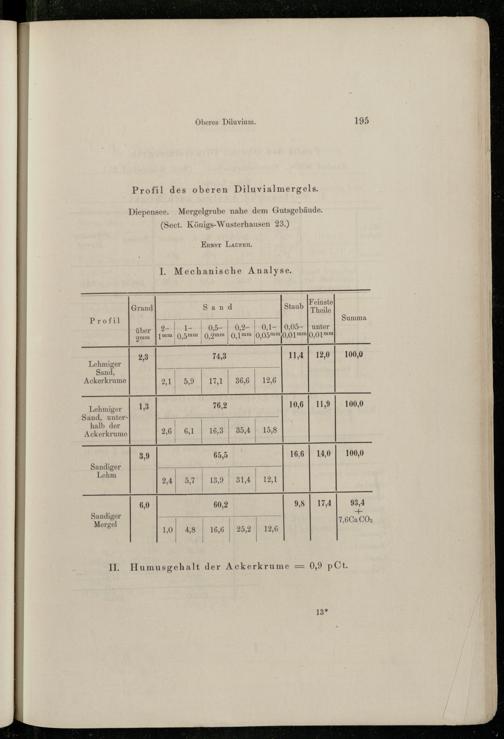 Oberes Diluvium. 195
Profil des oberen Diluvialmergels.
Diepensee. Mergelgrube nahe dem Gutsgebäude.
(Sect. Königs-Wusterhausen 23.)
Ernst Laufer.
I. Mechanische Analyse.
Profil Grand über 2mm Sand 2–1mm 1–0,5mm 0,5–0,2mm 0,2–0,1mm 0,1–0,05mm Staub 0,05–0,01mm Feinste Theile unter 0,01mm Summa
Lehmiger Sand, Ackerkrume 2,3 74,3 11,4 12,0 100,0
2,1 5,9 17,1 36,6 12,6
Lehmiger Sand, unterhalb der Ackerkrume 1,3 76,2 10,6 11,9 100,0
2,6 6,1 16,3 35,4 15,8
Sandiger Lehm 3,9 65,5 16,6 14,0 100,0
2,4 5,7 13,9 31,4 12,1
Sandiger Mergel 6,0 60,2 9,8 17,4 93,4 + 7,6CaCO₃
1,0 4,8 16,6 25,2 12,6
II. Humusgehalt der Ackerkrume = 0,9 pCt.
13*